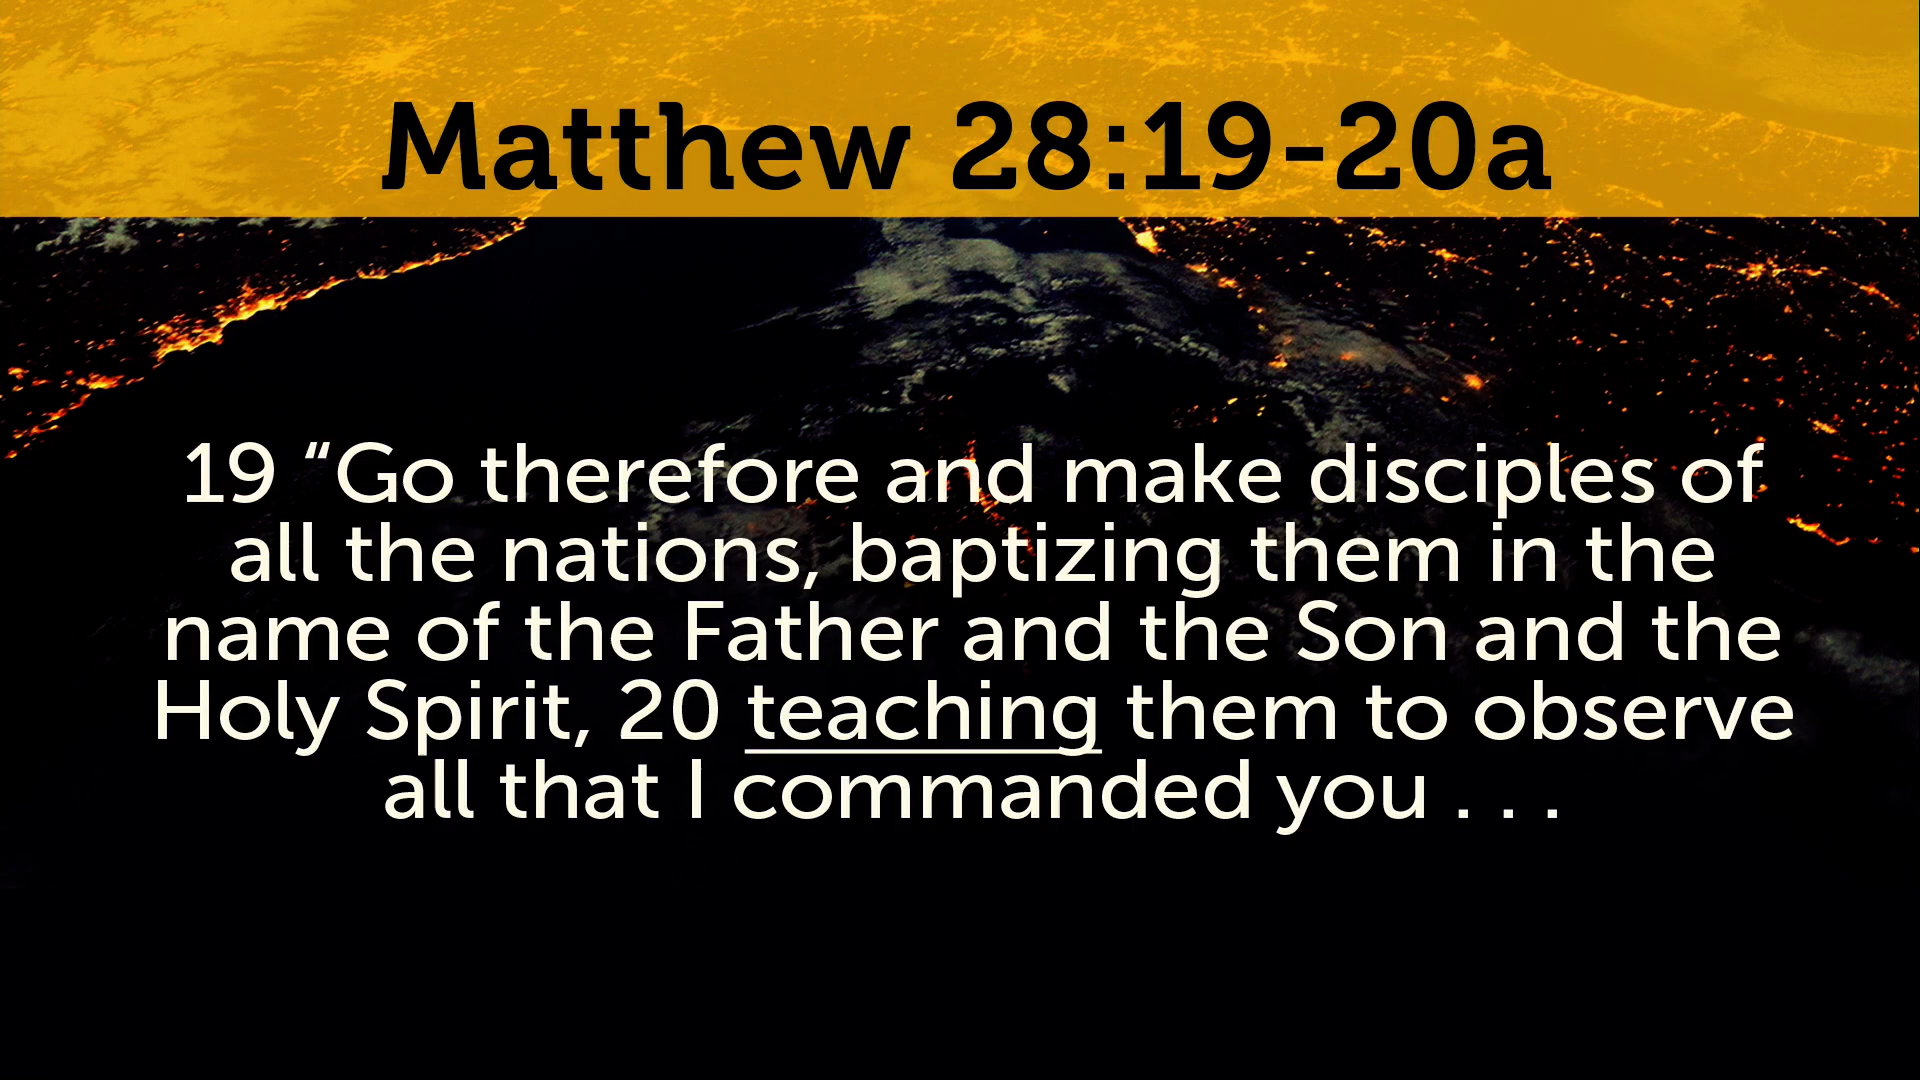 Matthew 28:19-20a
19 “Go therefore and make disciples of
all the nations, baptizing them in the
name of the Father and the Son and the
Holy Spirit, 20 teaching them to observe
all that I commanded you . . .